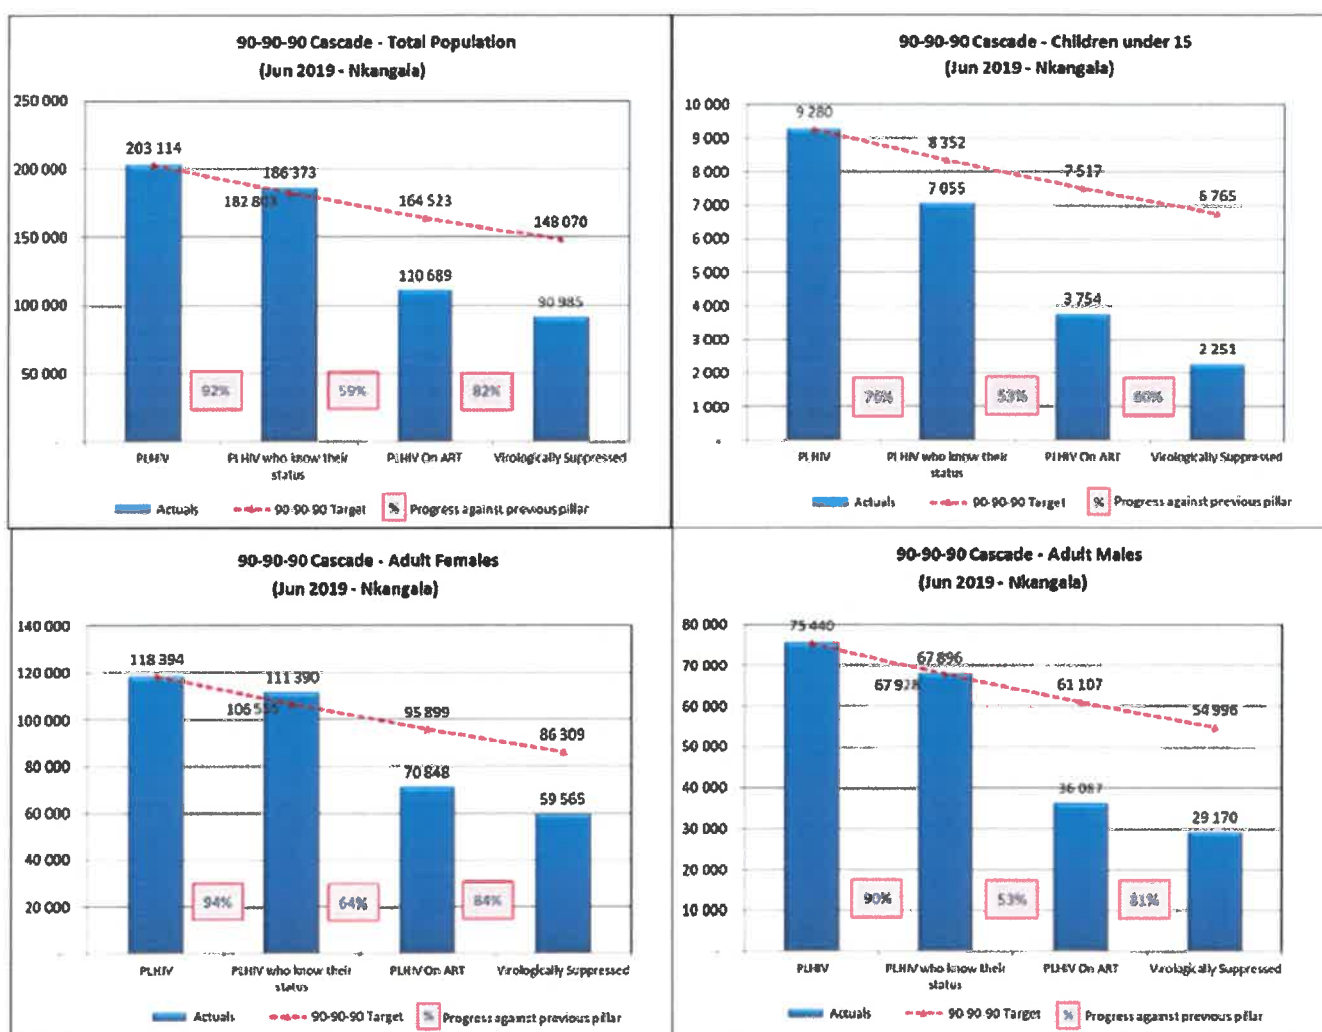 90-90-90 Cascade - Total Population
(Jun 2019 - Nkangala)
250 000
200 000
150 000
100 000
50 000
-
203 114
186 373
182 803
164 523
148 070
110 689
90 985
92%
59%
82%
PLHIV
PLHIV who know their status
PLHIV On ART
Virologically Suppressed
Actuals
90-90-90 Target
% Progress against previous pillar
90-90-90 Cascade - Children under 15
(Jun 2019 - Nkangala)
10 000
9 000
8 000
7 000
6 000
5 000
4 000
3 000
2 000
1 000
-
9 280
8 352
7 517
7 055
6 765
3 754
2 251
76%
53%
60%
PLHIV
PLHIV who know their status
PLHIV On ART
Virologically Suppressed
Actuals
90-90-90 Target
% Progress against previous pillar
90-90-90 Cascade - Adult Females
(Jun 2019 - Nkangala)
140 000
120 000
100 000
80 000
60 000
40 000
20 000
-
118 394
111 390
95 899
86 309
70 848
59 565
94%
64%
84%
PLHIV
PLHIV who know their status
PLHIV On ART
Virologically Suppressed
Actuals
90-90-90 Target
% Progress against previous pillar
90-90-90 Cascade - Adult Males
(Jun 2019 - Nkangala)
80 000
70 000
60 000
50 000
40 000
30 000
20 000
10 000
-
75 440
67 896
67 928
61 107
54 996
36 087
29 170
90%
53%
81%
PLHIV
PLHIV who know their status
PLHIV On ART
Virologically Suppressed
Actuals
90-90-90 Target
% Progress against previous pillar